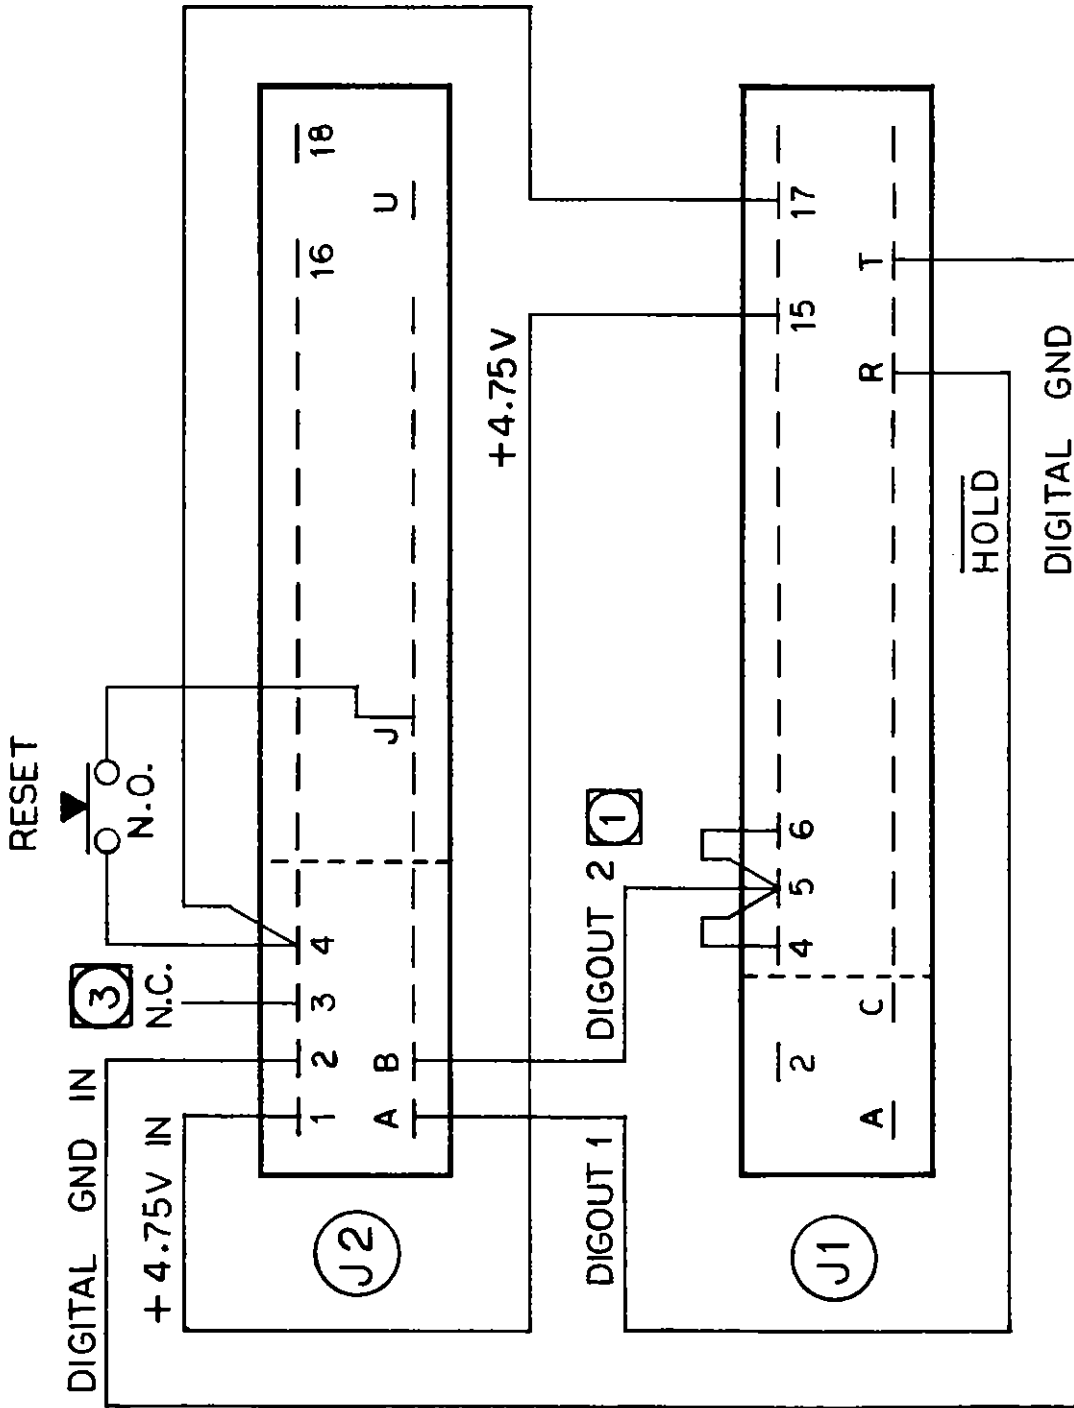 RESET
N.O.
3
N.C.
DIGITAL GND IN
+4.75V IN
J2
1
2
3
4
16
18
A
B
J
U
+4.75V
DIGOUT 1
DIGOUT 2
1
J1
2
4
5
6
15
17
A
C
R
T
HOLD
DIGITAL GND